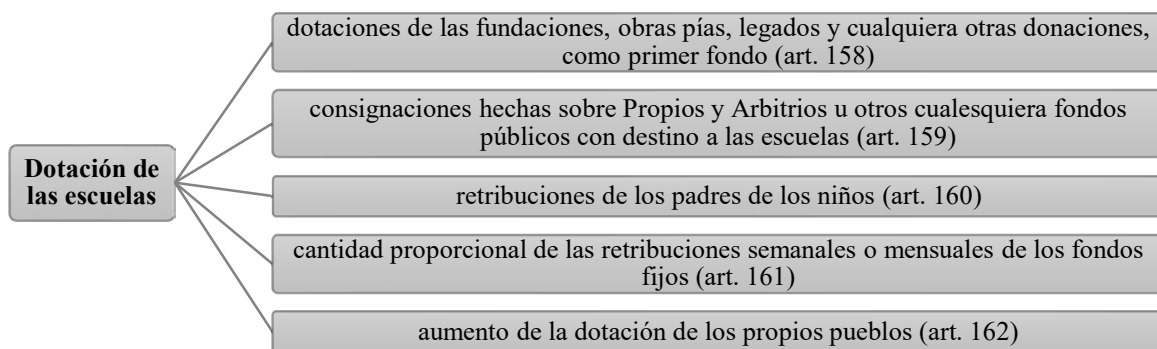 dotaciones de las fundaciones, obras pías, legados y cualquiera otras donaciones,
como primer fondo (art. 158)
consignaciones hechas sobre Propios y Arbitrios u otros cualesquiera fondos
públicos con destino a las escuelas (art. 159)
Dotación de
las escuelas
retribuciones de los padres de los niños (art. 160)
cantidad proporcional de las retribuciones semanales o mensuales de los fondos
fijos (art. 161)
aumento de la dotación de los propios pueblos (art. 162)